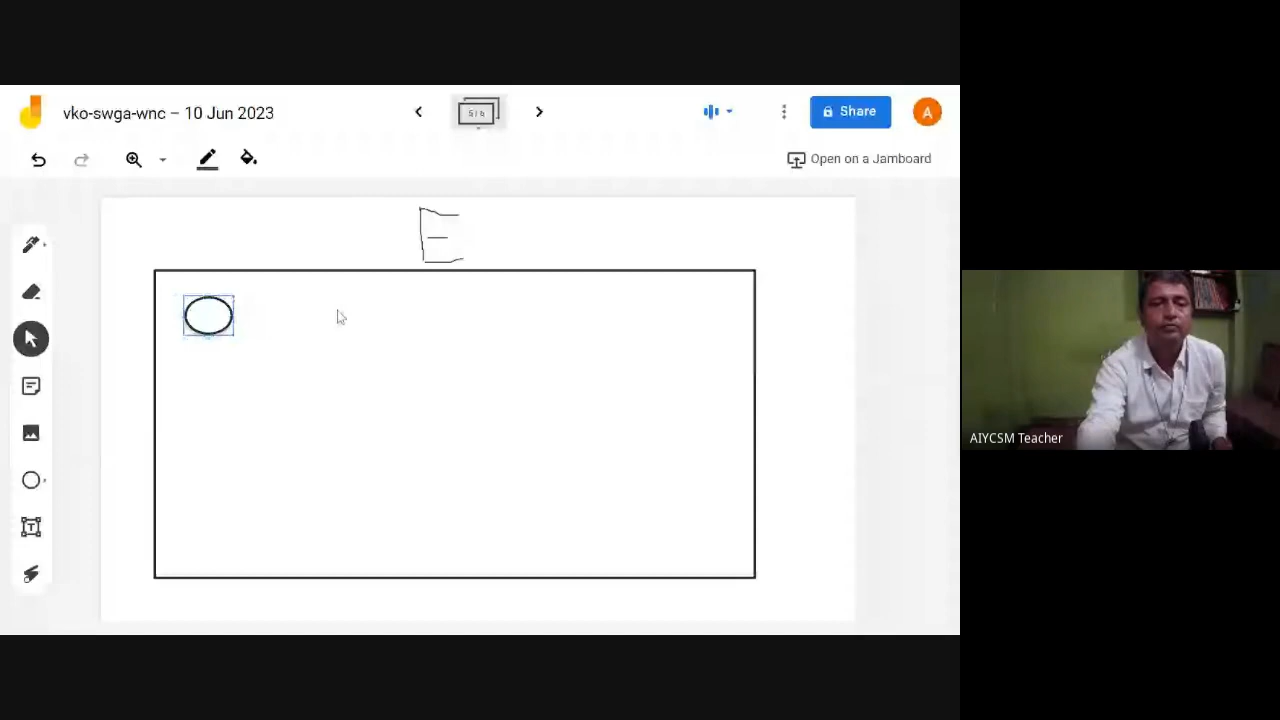 vko-swga-wnc – 10 Jun 2023
Share
A
Open on a Jamboard
E
T
AIYCSM Teacher